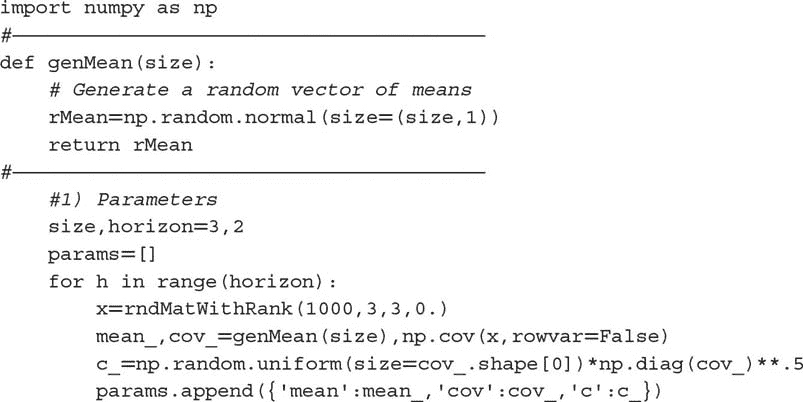 import numpy as np
#———————————————————————————————————————
def genMean(size):
    # Generate a random vector of means
    rMean=np.random.normal(size=(size,1))
    return rMean
#———————————————————————————————————————
    #1) Parameters
    size,horizon=3,2
    params=[]
    for h in range(horizon):
        x=rndMatWithRank(1000,3,3,0.)
        mean_,cov_=genMean(size),np.cov(x,rowvar=False)
        c_=np.random.uniform(size=cov_.shape[0])*np.diag(cov_)**.5
        params.append({'mean':mean_,'cov':cov_,'c':c_})